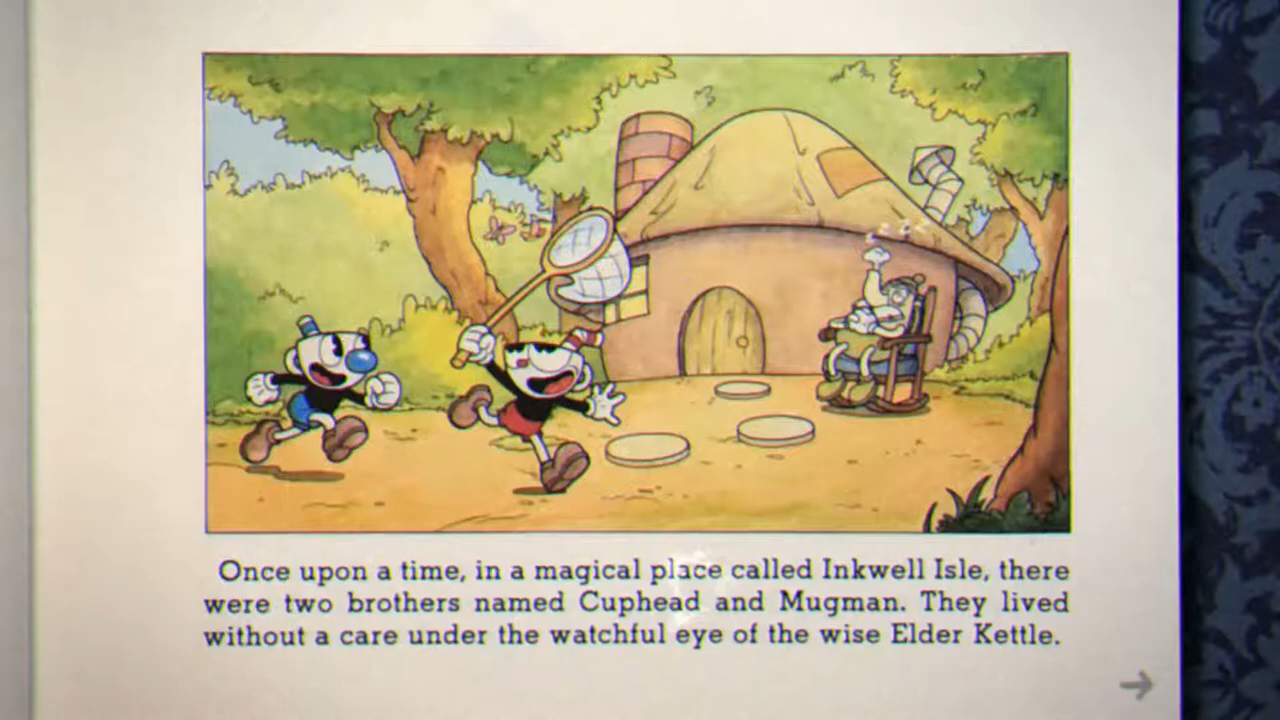 Once upon a time, in a magical place called Inkwell Isle, there
were two brothers named Cuphead and Mugman. They lived
without a care under the watchful eye of the wise Elder Kettle.